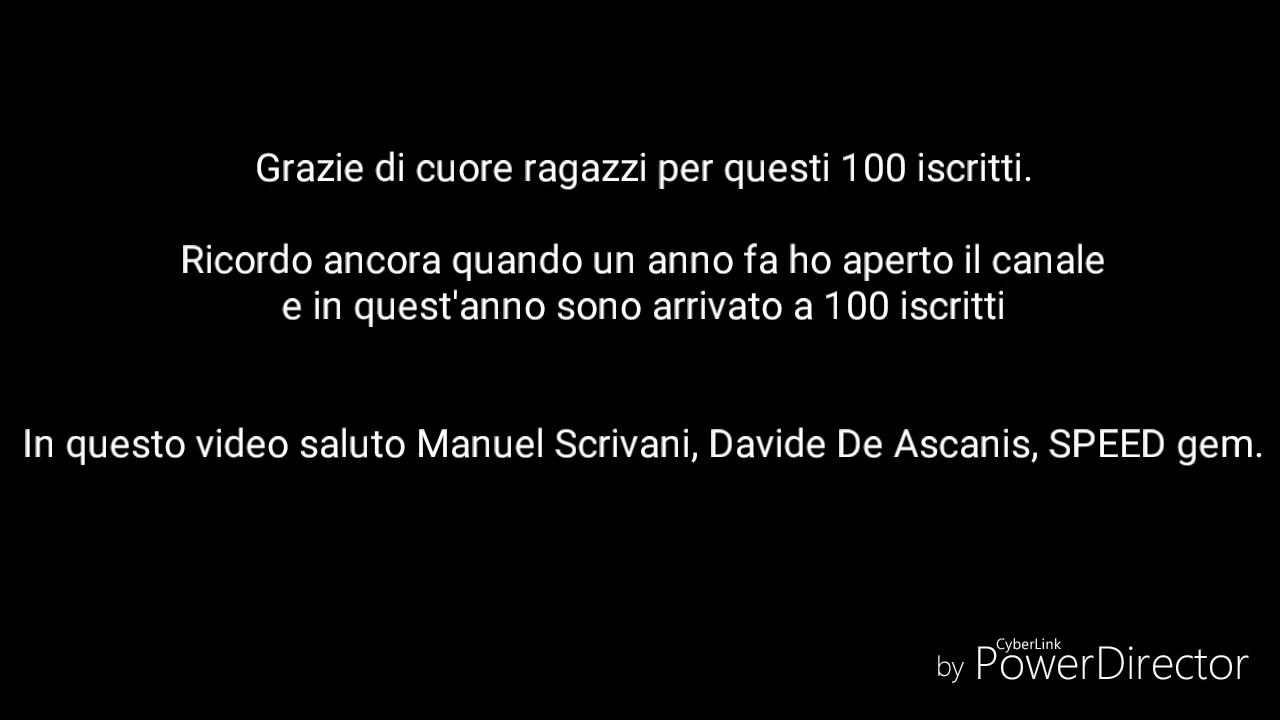 Grazie di cuore ragazzi per questi 100 iscritti.
Ricordo ancora quando un anno fa ho aperto il canale
e in quest'anno sono arrivato a 100 iscritti
In questo video saluto Manuel Scrivani, Davide De Ascanis, SPEED gem.
CyberLink
by PowerDirector